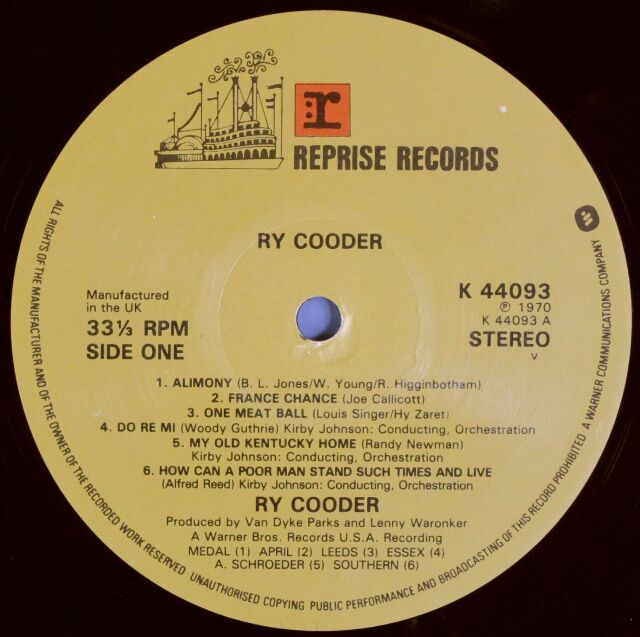 r
REPRISE RECORDS
RY COODER
Manufactured
in the UK
33⅓ RPM
SIDE ONE
K 44093
℗ 1970
K 44093 A
STEREO
V
1. ALIMONY (B. L. Jones/W. Young/R. Higginbotham)
2. FRANCE CHANCE (Joe Callicott)
3. ONE MEAT BALL (Louis Singer/Hy Zaret)
4. DO RE MI (Woody Guthrie) Kirby Johnson: Conducting, Orchestration
5. MY OLD KENTUCKY HOME (Randy Newman)
Kirby Johnson: Conducting, Orchestration
6. HOW CAN A POOR MAN STAND SUCH TIMES AND LIVE
(Alfred Reed) Kirby Johnson: Conducting, Orchestration
RY COODER
Produced by Van Dyke Parks and Lenny Waronker
A Warner Bros. Records U.S.A. Recording
MEDAL (1) APRIL (2) LEEDS (3) ESSEX (4)
A. SCHROEDER (5) SOUTHERN (6)
ALL RIGHTS OF THE MANUFACTURER AND OF THE OWNER OF THE RECORDED WORK RESERVED UNAUTHORISED COPYING PUBLIC PERFORMANCE AND BROADCASTING OF THIS RECORD PROHIBITED A WARNER COMMUNICATIONS COMPANY